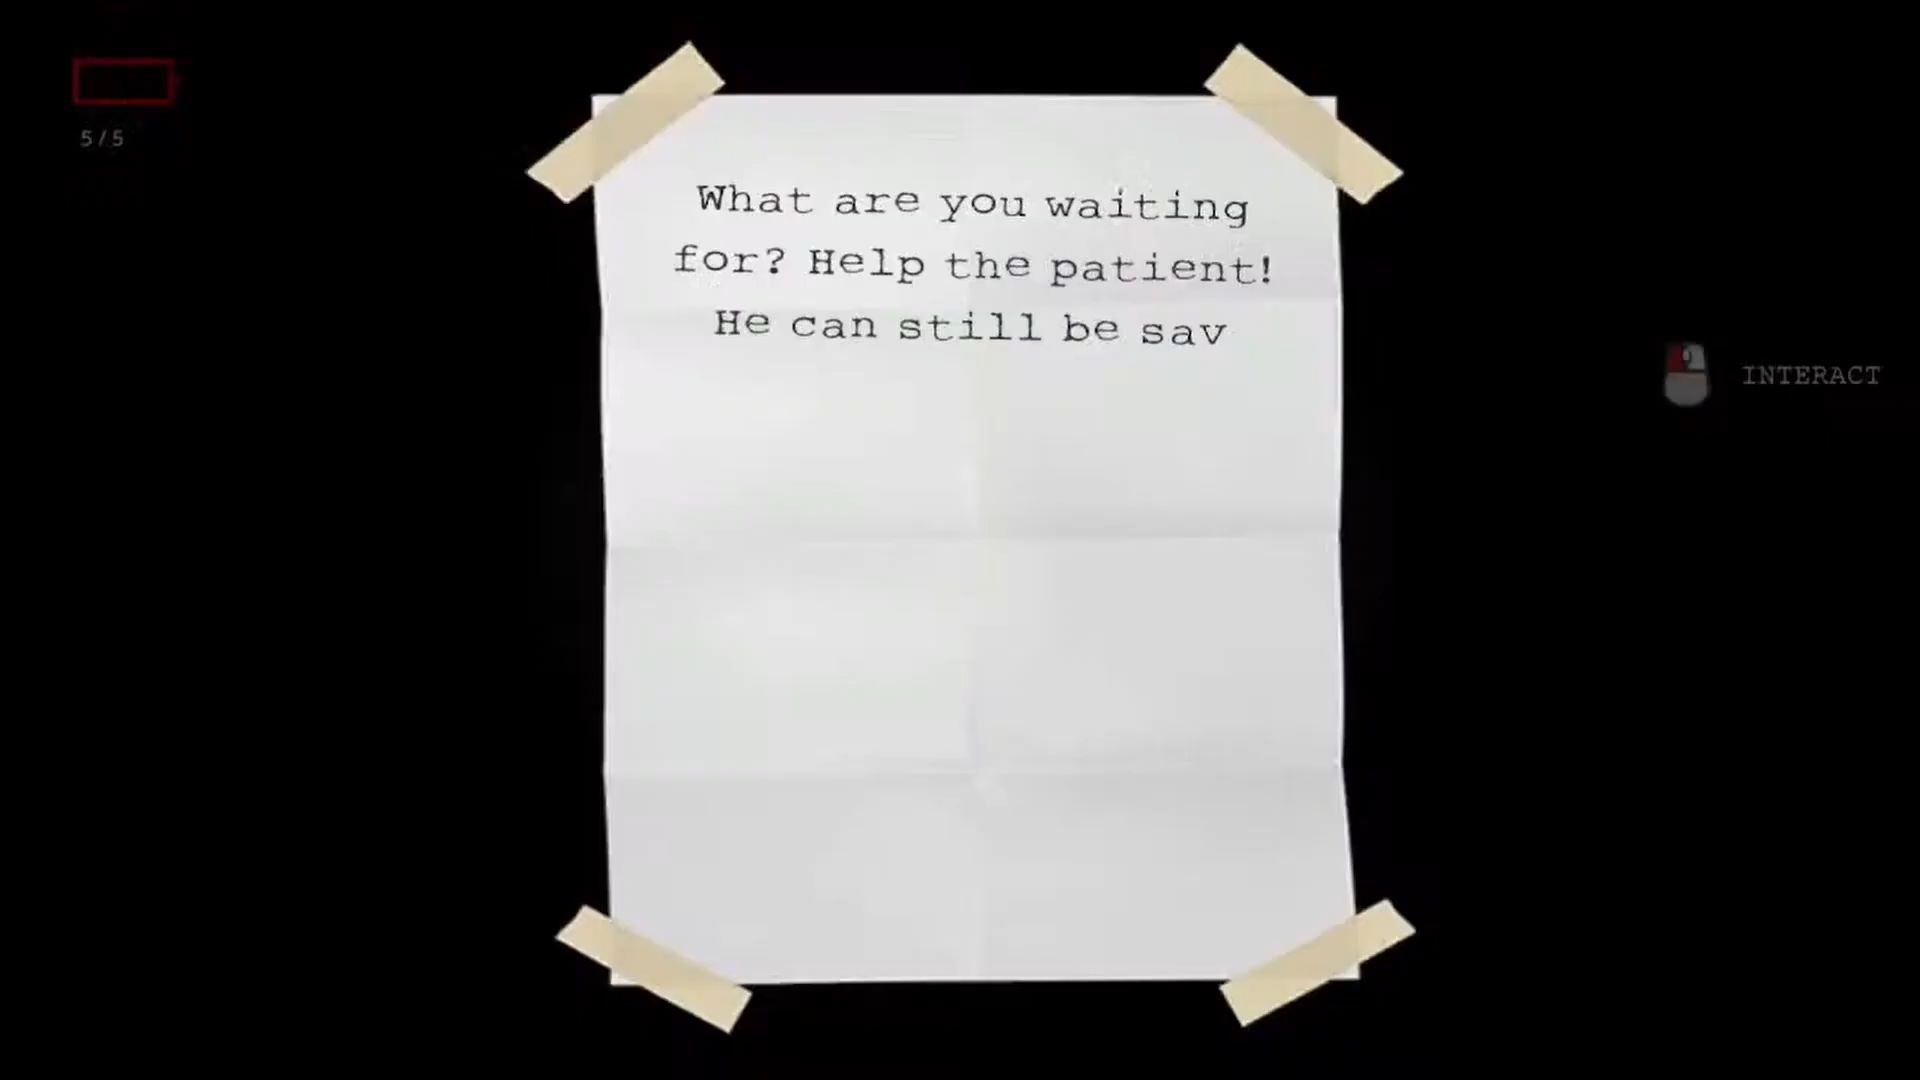 5 / 5
What are you waiting
for? Help the patient!
He can still be sav
INTERACT